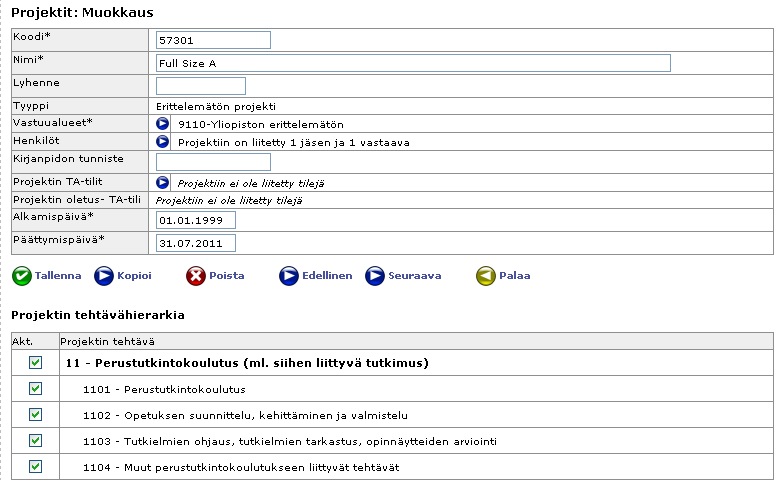 Projektit: Muokkaus
Koodi* 57301
Nimi* Full Size A
Lyhenne
Tyyppi Erittelemätön projekti
Vastuualueet* 9110-Yliopiston erittelemätön
Henkilöt Projektiin on liitetty 1 jäsen ja 1 vastaava
Kirjanpidon tunniste
Projektin TA-tilit Projektiin ei ole liitetty tilejä
Projektin oletus- TA-tili Projektiin ei ole liitetty tilejä
Alkamispäivä* 01.01.1999
Päättymispäivä* 31.07.2011
Tallenna Kopioi Poista Edellinen Seuraava Palaa
Projektin tehtävähierarkia
Akt. Projektin tehtävä
11 - Perustutkintokoulutus (ml. siihen liittyvä tutkimus)
1101 - Perustutkintokoulutus
1102 - Opetuksen suunnittelu, kehittäminen ja valmistelu
1103 - Tutkielmien ohjaus, tutkielmien tarkastus, opinnäytteiden arviointi
1104 - Muut perustutkintokoulutukseen liittyvät tehtävät